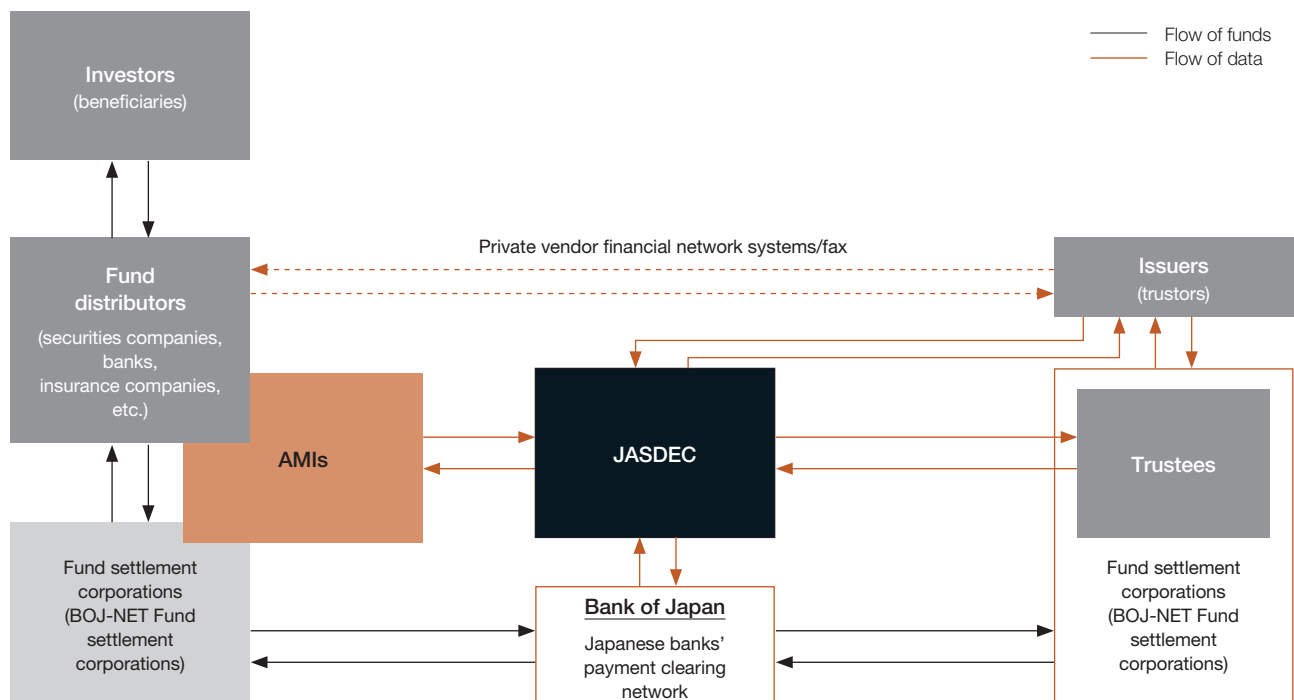 Flow of funds
Flow of data
Investors
(beneficiaries)
Private vendor financial network systems/fax
Fund
distributors
(securities companies,
banks,
insurance companies,
etc.)
Issuers
(trustors)
AMIs
JASDEC
Trustees
Fund settlement
corporations
(BOJ-NET Fund
settlement
corporations)
Bank of Japan
Japanese banks’
payment clearing
network
Fund settlement
corporations
(BOJ-NET Fund
settlement
corporations)